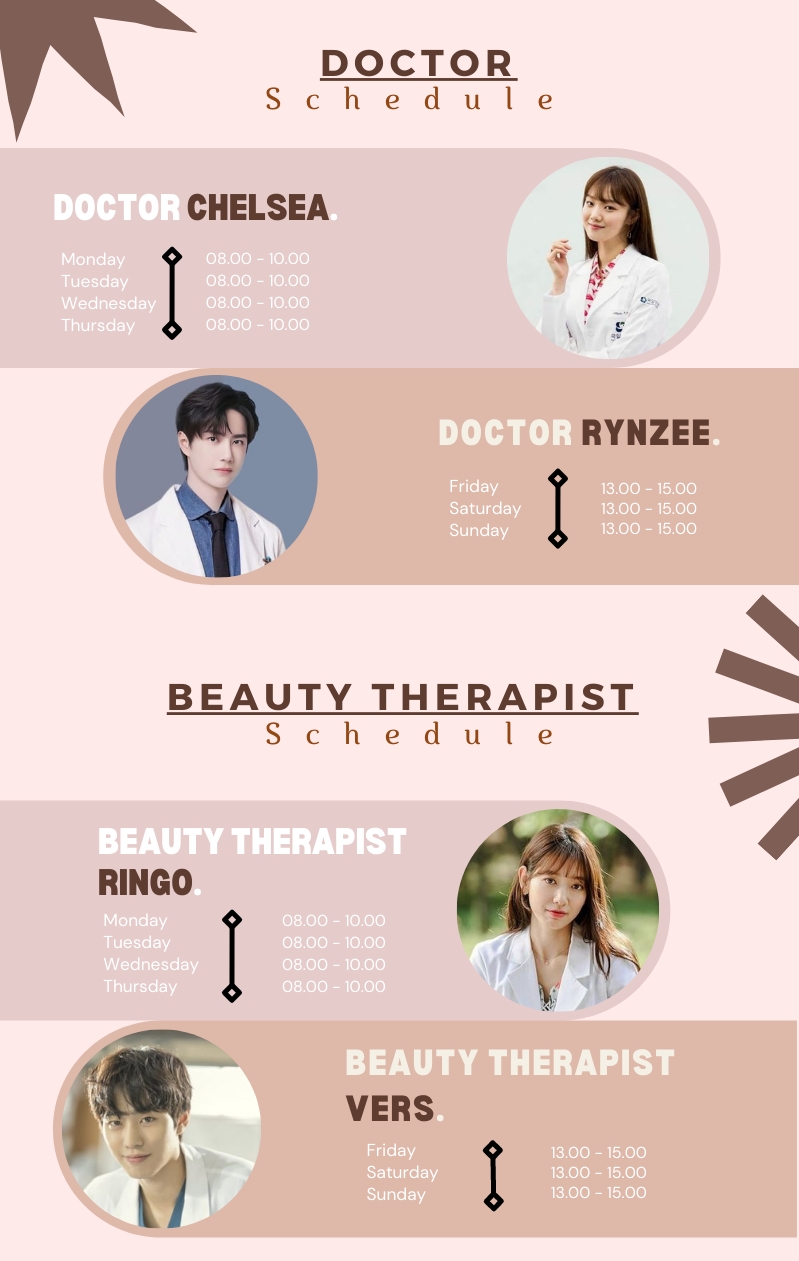 DOCTOR
Schedule
DOCTOR CHELSEA.
Monday 08.00 - 10.00
Tuesday 08.00 - 10.00
Wednesday 08.00 - 10.00
Thursday 08.00 - 10.00
DOCTOR RYNZEE.
Friday 13.00 - 15.00
Saturday 13.00 - 15.00
Sunday 13.00 - 15.00
BEAUTY THERAPIST
Schedule
BEAUTY THERAPIST
RINGO.
Monday 08.00 - 10.00
Tuesday 08.00 - 10.00
Wednesday 08.00 - 10.00
Thursday 08.00 - 10.00
BEAUTY THERAPIST
VERS.
Friday 13.00 - 15.00
Saturday 13.00 - 15.00
Sunday 13.00 - 15.00